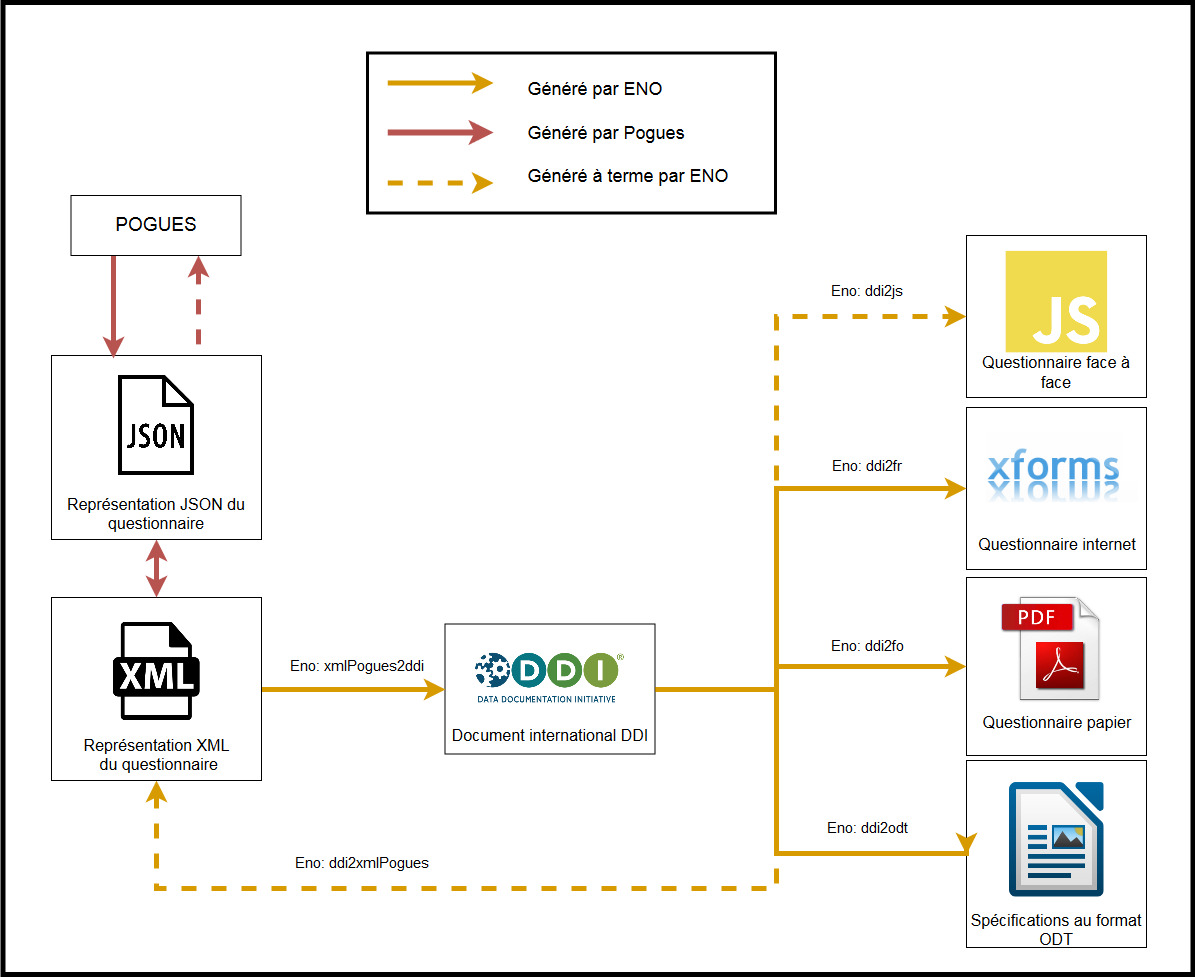 Généré par ENO
Généré par Pogues
Généré à terme par ENO
POGUES
JSON
Représentation JSON du
questionnaire
XML
Représentation XML
du questionnaire
Eno: xmlPogues2ddi
DDI®
DATA DOCUMENTATION INITIATIVE
Document international DDI
Eno: ddi2xmlPogues
Eno: ddi2js
JS
Questionnaire face à
face
Eno: ddi2fr
xforms
Questionnaire internet
Eno: ddi2fo
PDF
Questionnaire papier
Eno: ddi2odt
Spécifications au format
ODT